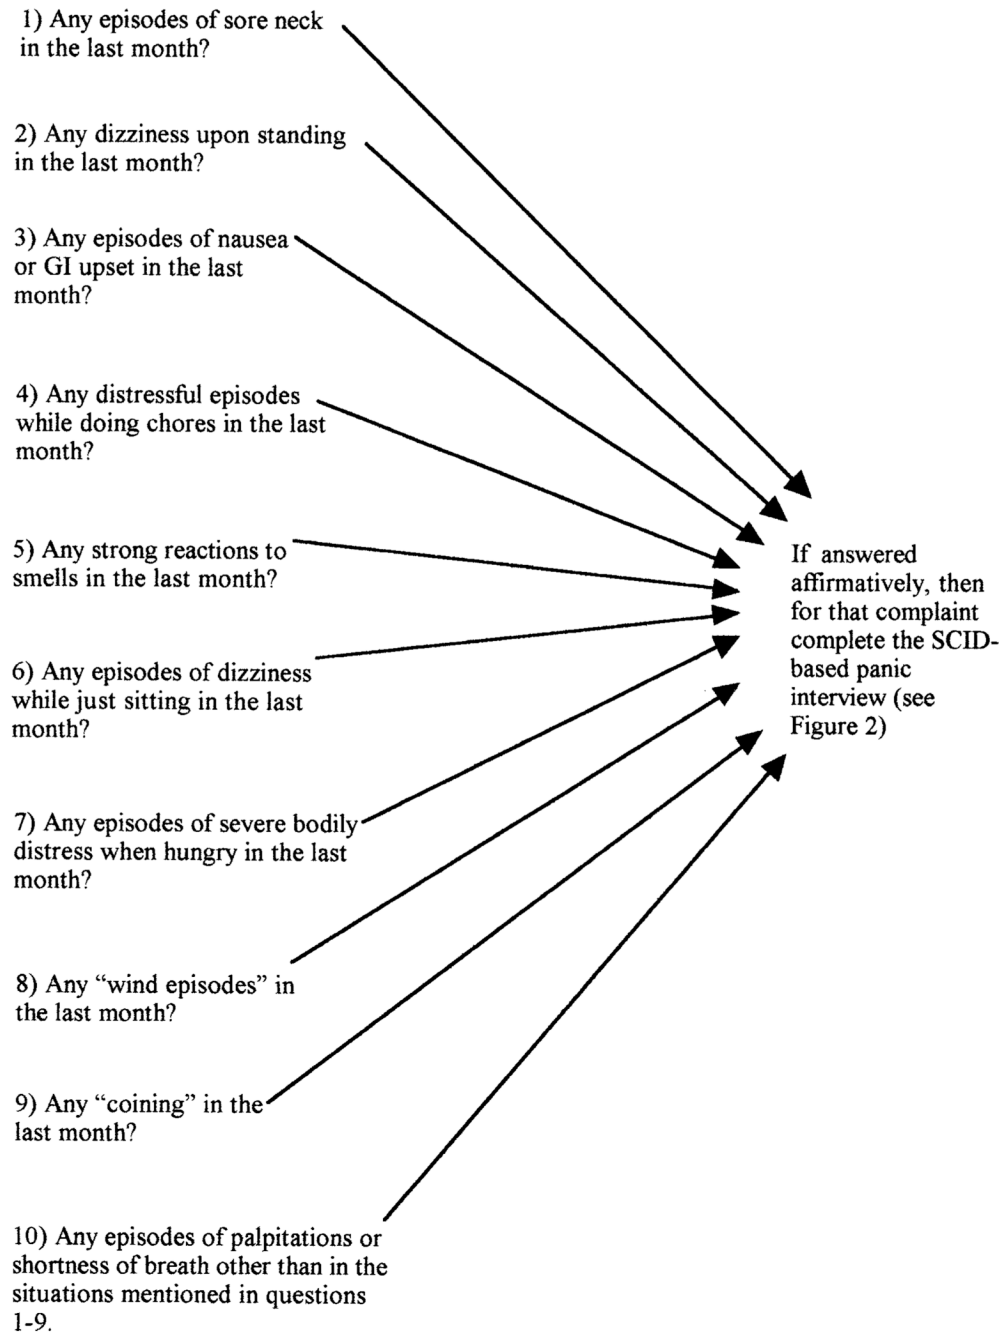 1) Any episodes of sore neck
in the last month?
2) Any dizziness upon standing
in the last month?
3) Any episodes of nausea
or GI upset in the last
month?
4) Any distressful episodes
while doing chores in the last
month?
5) Any strong reactions to
smells in the last month?
6) Any episodes of dizziness
while just sitting in the last
month?
7) Any episodes of severe bodily
distress when hungry in the last
month?
8) Any “wind episodes” in
the last month?
9) Any “coining” in the
last month?
10) Any episodes of palpitations or
shortness of breath other than in the
situations mentioned in questions
1-9.
If answered
affirmatively, then
for that complaint
complete the SCID-
based panic
interview (see
Figure 2)